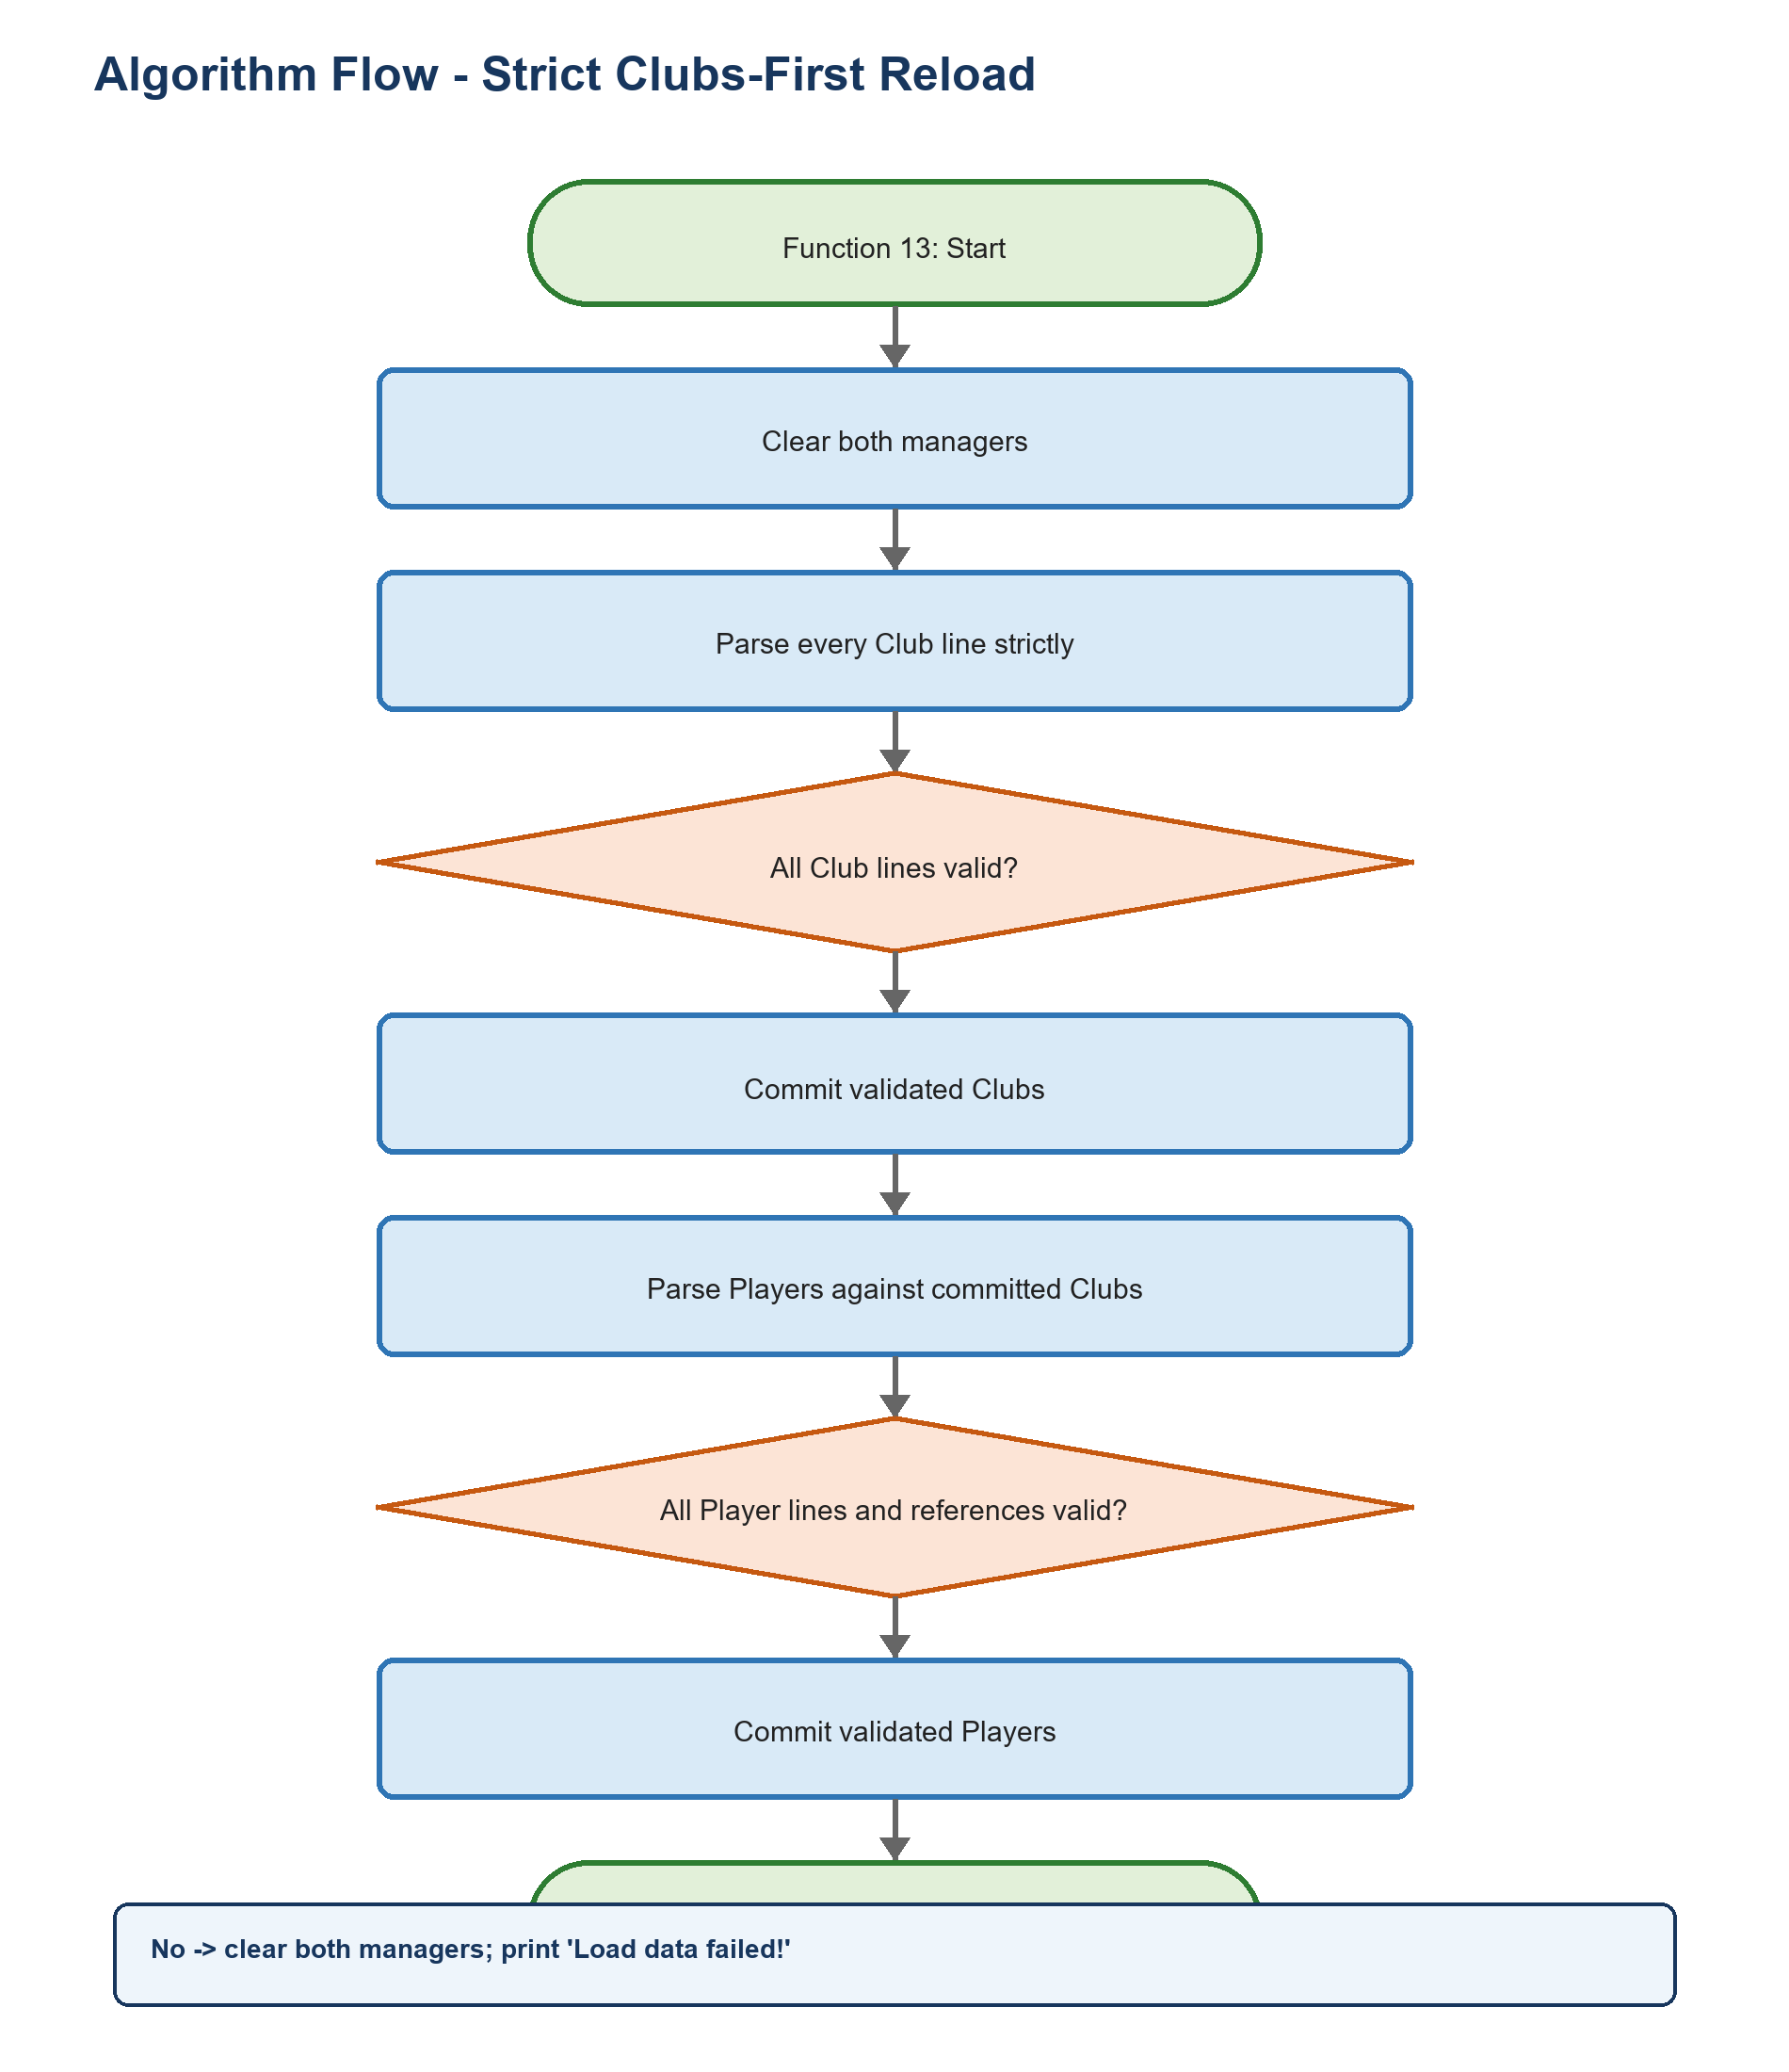 Algorithm Flow - Strict Clubs-First Reload
Function 13: Start
Clear both managers
Parse every Club line strictly
All Club lines valid?
Commit validated Clubs
Parse Players against committed Clubs
All Player lines and references valid?
Commit validated Players
No -> clear both managers; print 'Load data failed!'